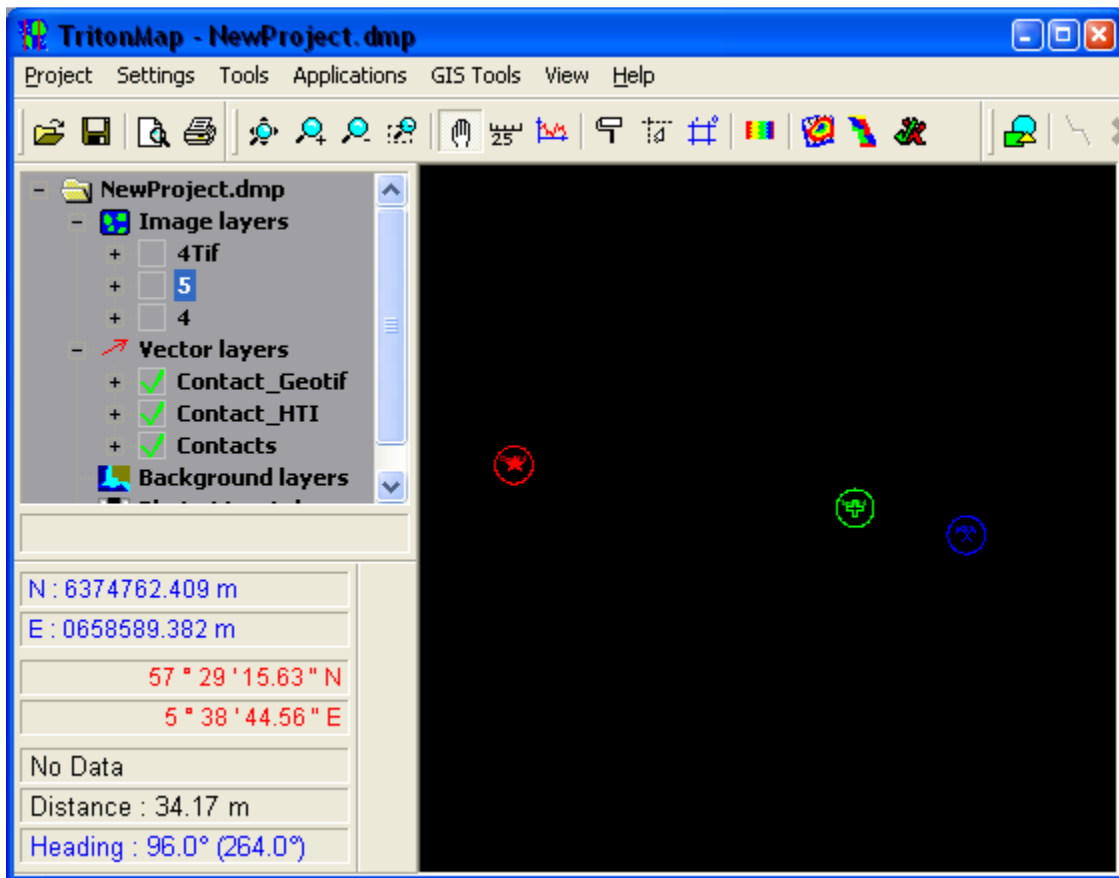 TritonMap - NewProject.dmp
Project Settings Tools Applications GIS Tools View Help
25
NewProject.dmp
Image layers
4Tif
5
4
Vector layers
Contact_Geotif
Contact_HTI
Contacts
Background layers
N : 6374762.409 m
E : 0658589.382 m
57 ° 29 ' 15.63 " N
5 ° 38 ' 44.56 " E
No Data
Distance : 34.17 m
Heading : 96.0° (264.0°)